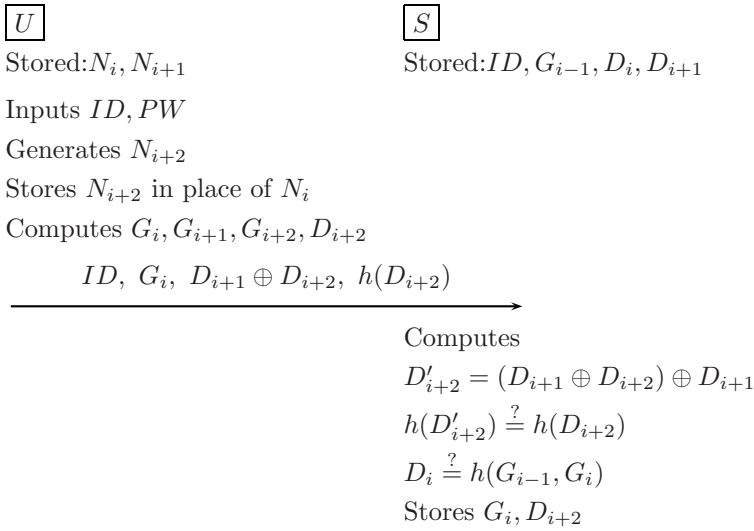 U
S
Stored:N_i, N_{i+1}
Stored:ID, G_{i−1}, D_i, D_{i+1}
Inputs ID, PW
Generates N_{i+2}
Stores N_{i+2} in place of N_i
Computes G_i, G_{i+1}, G_{i+2}, D_{i+2}
ID, G_i, D_{i+1} ⊕ D_{i+2}, h(D_{i+2})
Computes
D′_{i+2} = (D_{i+1} ⊕ D_{i+2}) ⊕ D_{i+1}
h(D′_{i+2}) ≟ h(D_{i+2})
D_i ≟ h(G_{i−1}, G_i)
Stores G_i, D_{i+2}